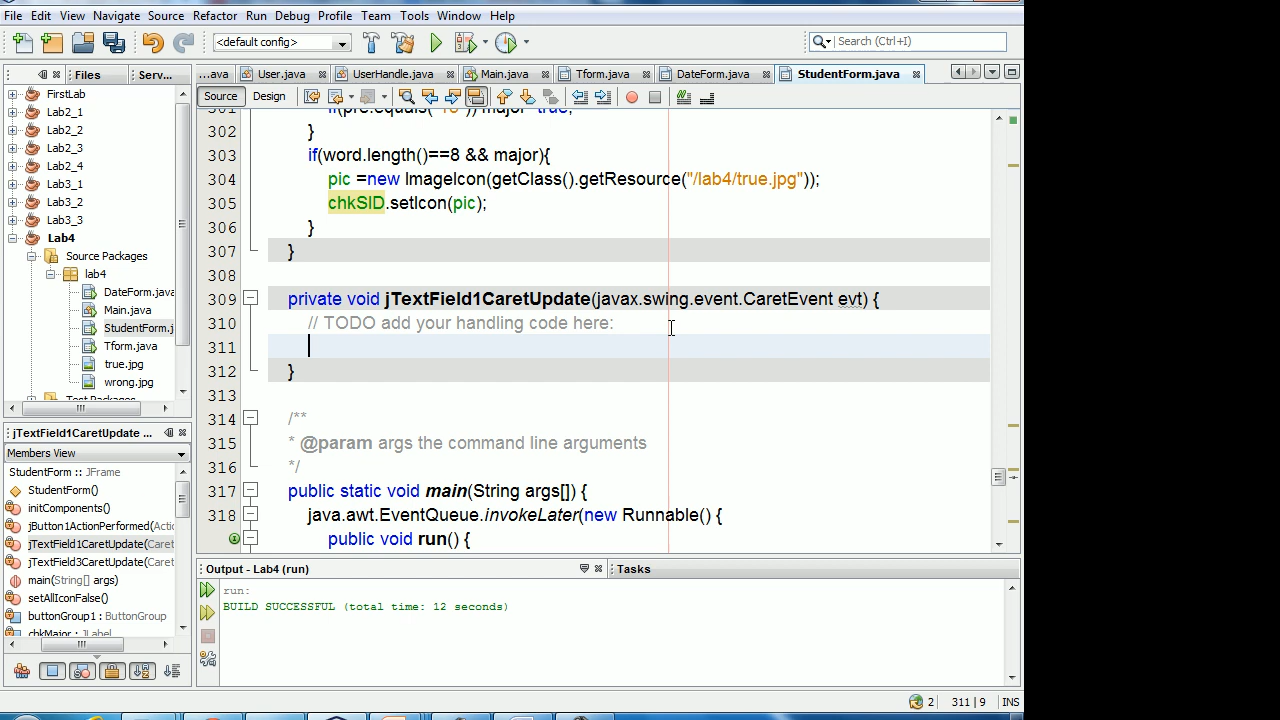 File Edit View Navigate Source Refactor Run Debug Profile Team Tools Window Help
<default config>
Search (Ctrl+I)
Files Serv...
...ava User.java UserHandle.java Main.java Tform.java DateForm.java StudentForm.java
Source Design
FirstLab
Lab2_1
Lab2_2
Lab2_3
Lab2_4
Lab3_1
Lab3_2
Lab3_3
Lab4
Source Packages
lab4
DateForm.java
Main.java
StudentForm.j
Tform.java
true.jpg
wrong.jpg
Test Packages
302 }
303 if(word.length()==8 && major){
304 pic =new ImageIcon(getClass().getResource("/lab4/true.jpg"));
305 chkSID.setIcon(pic);
306 }
307 }
308
309 private void jTextField1CaretUpdate(javax.swing.event.CaretEvent evt) {
310 // TODO add your handling code here:
311
312 }
313
314 /**
315 * @param args the command line arguments
316 */
317 public static void main(String args[]) {
318 java.awt.EventQueue.invokeLater(new Runnable() {
public void run() {
jTextField1CaretUpdate ...
Members View
StudentForm :: JFrame
StudentForm()
initComponents()
jButton1ActionPerformed(Actic
jTextField1CaretUpdate(Caret
jTextField3CaretUpdate(Caret
main(String[] args)
setAllIconFalse()
buttonGroup1 : ButtonGroup
chkMajor : JLabel
Output - Lab4 (run) Tasks
run:
BUILD SUCCESSFUL (total time: 12 seconds)
2 311|9 INS